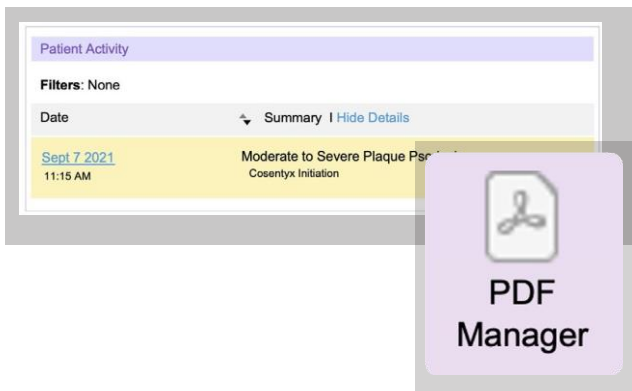 Patient Activity
Filters: None
Date Summary I Hide Details
Sept 7 2021 Moderate to Severe Plaque
11:15 AM Cosentyx Initiation
PDF
Manager